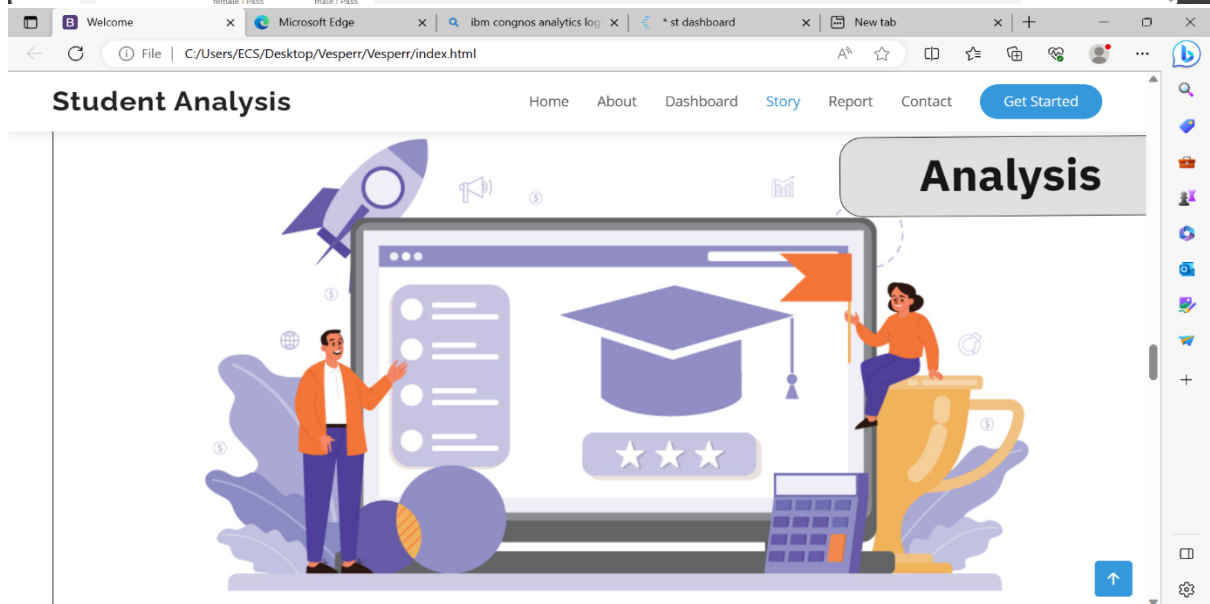 female | Pass male | Pass
Welcome Microsoft Edge ibm congnos analytics log * st dashboard New tab
File C:/Users/ECS/Desktop/Vesperr/Vesperr/index.html
Student Analysis Home About Dashboard Story Report Contact Get Started
Analysis